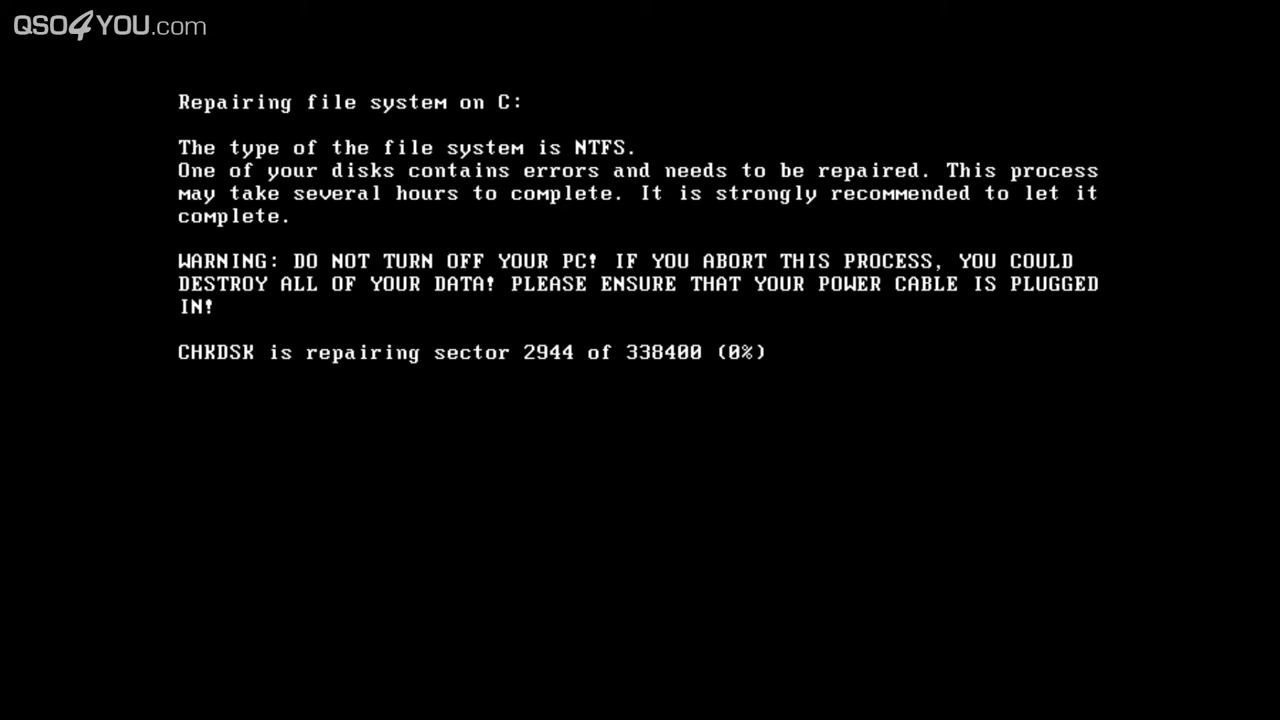 QSO4YOU.com
Repairing file system on C:
The type of the file system is NTFS.
One of your disks contains errors and needs to be repaired. This process
may take several hours to complete. It is strongly recommended to let it
complete.
WARNING: DO NOT TURN OFF YOUR PC! IF YOU ABORT THIS PROCESS, YOU COULD
DESTROY ALL OF YOUR DATA! PLEASE ENSURE THAT YOUR POWER CABLE IS PLUGGED
IN!
CHKDSK is repairing sector 2944 of 338400 (0%)